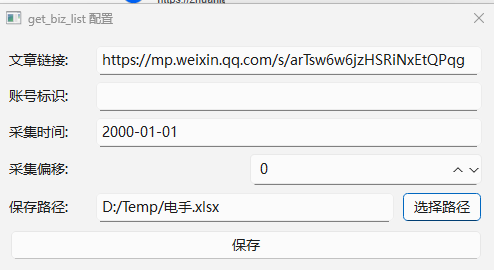 get_biz_list 配置
文章链接: https://mp.weixin.qq.com/s/arTsw6w6jzHSRiNxEtQPqg
账号标识:
采集时间: 2000-01-01
采集偏移: 0
保存路径: D:/Temp/电手.xlsx 选择路径
保存